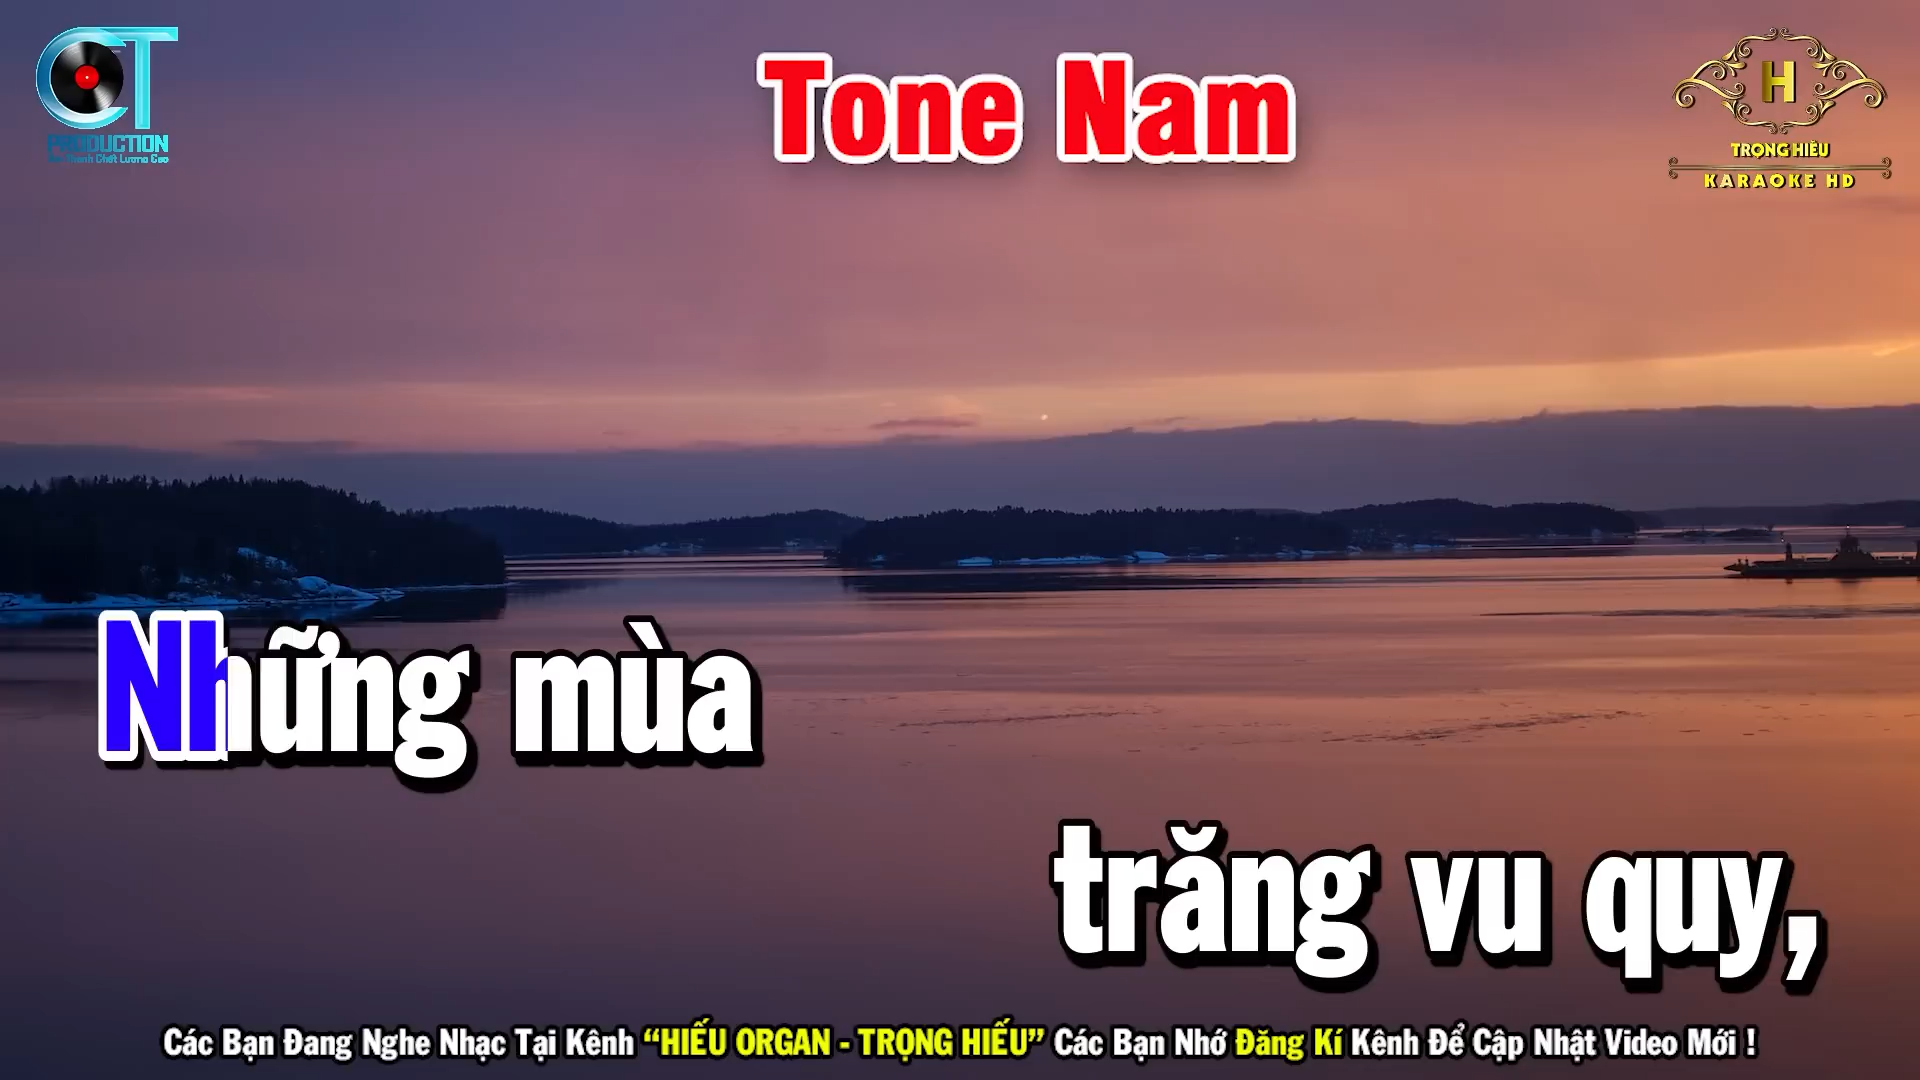 CT
PRODUCTION
Tone Nam
H
TRỌNG HIẾU
KARAOKE HD
Những mùa
trăng vu quy,
Các Bạn Đang Nghe Nhạc Tại Kênh “HIẾU ORGAN - TRỌNG HIẾU” Các Bạn Nhớ Đăng Kí Kênh Để Cập Nhật Video Mới !